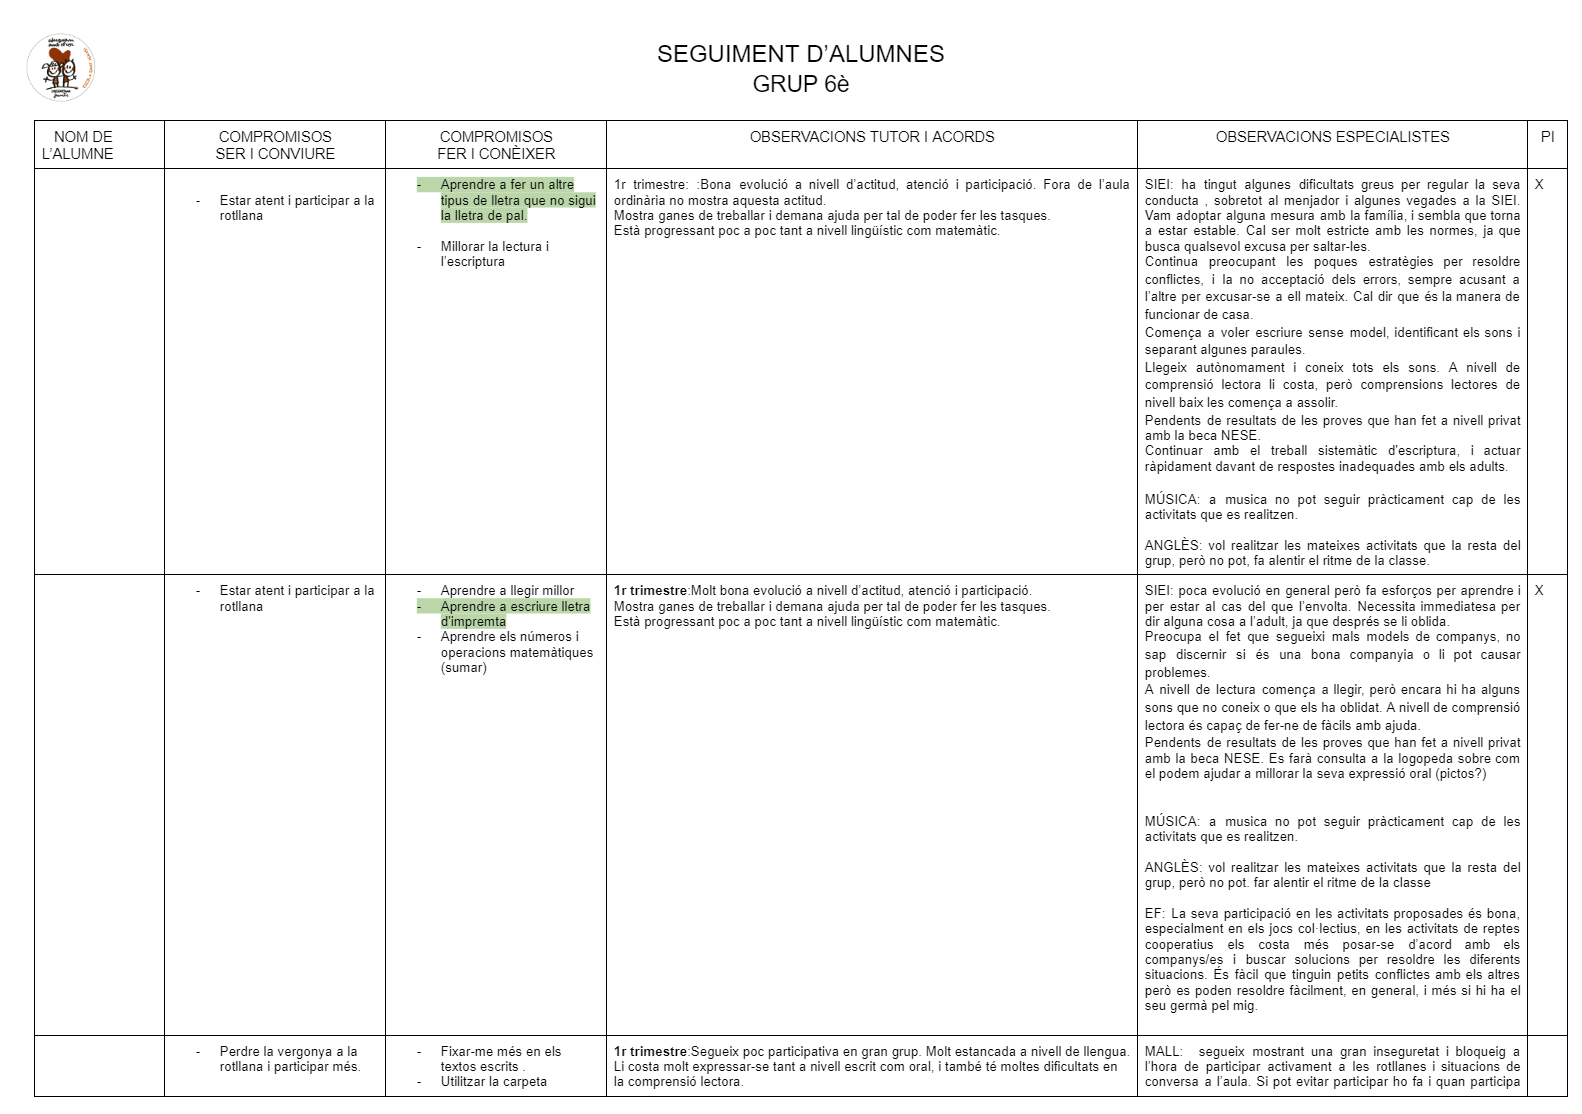 SEGUIMENT D’ALUMNES
GRUP 6è
NOM DE
L’ALUMNE
COMPROMISOS
SER I CONVIURE
COMPROMISOS
FER I CONÈIXER
OBSERVACIONS TUTOR I ACORDS
OBSERVACIONS ESPECIALISTES
PI
- Estar atent i participar a la
rotllana
- Aprendre a fer un altre
tipus de lletra que no sigui
la lletra de pal.
- Millorar la lectura i
l’escriptura
1r trimestre: :Bona evolució a nivell d’actitud, atenció i participació. Fora de l’aula
ordinària no mostra aquesta actitud.
Mostra ganes de treballar i demana ajuda per tal de poder fer les tasques.
Està progressant poc a poc tant a nivell lingüístic com matemàtic.
SIEI: ha tingut algunes dificultats greus per regular la seva
conducta , sobretot al menjador i algunes vegades a la SIEI.
Vam adoptar alguna mesura amb la família, i sembla que torna
a estar estable. Cal ser molt estricte amb les normes, ja que
busca qualsevol excusa per saltar-les.
Continua preocupant les poques estratègies per resoldre
conflictes, i la no acceptació dels errors, sempre acusant a
l’altre per excusar-se a ell mateix. Cal dir que és la manera de
funcionar de casa.
Comença a voler escriure sense model, identificant els sons i
separant algunes paraules.
Llegeix autònomament i coneix tots els sons. A nivell de
comprensió lectora li costa, però comprensions lectores de
nivell baix les comença a assolir.
Pendents de resultats de les proves que han fet a nivell privat
amb la beca NESE.
Continuar amb el treball sistemàtic d'escriptura, i actuar
ràpidament davant de respostes inadequades amb els adults.
MÚSICA: a musica no pot seguir pràcticament cap de les
activitats que es realitzen.
ANGLÈS: vol realitzar les mateixes activitats que la resta del
grup, però no pot, fa alentir el ritme de la classe.
X
- Estar atent i participar a la
rotllana
- Aprendre a llegir millor
- Aprendre a escriure lletra
d’impremta
- Aprendre els números i
operacions matemàtiques
(sumar)
1r trimestre:Molt bona evolució a nivell d’actitud, atenció i participació.
Mostra ganes de treballar i demana ajuda per tal de poder fer les tasques.
Està progressant poc a poc tant a nivell lingüístic com matemàtic.
SIEI: poca evolució en general però fa esforços per aprendre i
per estar al cas del que l’envolta. Necessita immediatesa per
dir alguna cosa a l’adult, ja que després se li oblida.
Preocupa el fet que segueixi mals models de companys, no
sap discernir si és una bona companyia o li pot causar
problemes.
A nivell de lectura comença a llegir, però encara hi ha alguns
sons que no coneix o que els ha oblidat. A nivell de comprensió
lectora és capaç de fer-ne de fàcils amb ajuda.
Pendents de resultats de les proves que han fet a nivell privat
amb la beca NESE. Es farà consulta a la logopeda sobre com
el podem ajudar a millorar la seva expressió oral (pictos?)
MÚSICA: a musica no pot seguir pràcticament cap de les
activitats que es realitzen.
ANGLÈS: vol realitzar les mateixes activitats que la resta del
grup, però no pot. far alentir el ritme de la classe
EF: La seva participació en les activitats proposades és bona,
especialment en els jocs col·lectius, en les activitats de reptes
cooperatius els costa més posar-se d’acord amb els
companys/es i buscar solucions per resoldre les diferents
situacions. És fàcil que tinguin petits conflictes amb els altres
però es poden resoldre fàcilment, en general, i més si hi ha el
seu germà pel mig.
X
- Perdre la vergonya a la
rotllana i participar més.
- Fixar-me més en els
textos escrits .
- Utilitzar la carpeta
1r trimestre:Segueix poc participativa en gran grup. Molt estancada a nivell de llengua.
Li costa molt expressar-se tant a nivell escrit com oral, i també té moltes dificultats en
la comprensió lectora.
MALL: segueix mostrant una gran inseguretat i bloqueig a
l’hora de participar activament a les rotllanes i situacions de
conversa a l’aula. Si pot evitar participar ho fa i quan participa